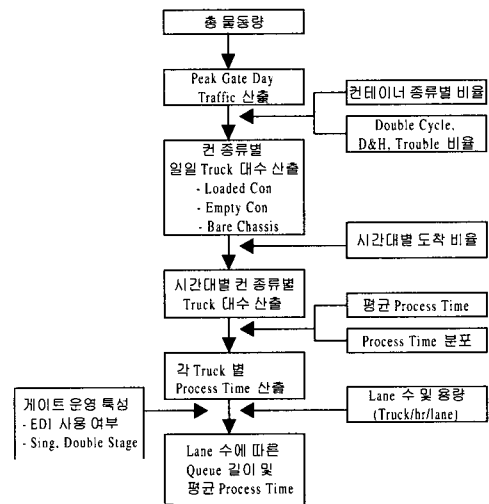 총 물동량
Peak Gate Day
Traffic 산출
컨테이너 종류별 비율
Double Cycle,
D&H, Trouble 비율
컨 종류별
일일 Truck 대수 산출
- Loaded Con
- Empty Con
- Bare Chassis
시간대별 도착 비율
시간대별 컨 종류별
Truck 대수 산출
평균 Process Time
Process Time 분포
각 Truck 별
Process Time 산출
게이트 운영 특성
- EDI 사용 여부
- Sing, Double Stage
Lane 수 및 용량
(Truck/hr/lane)
Lane 수에 따른
Queue 길이 및
평균 Process Time